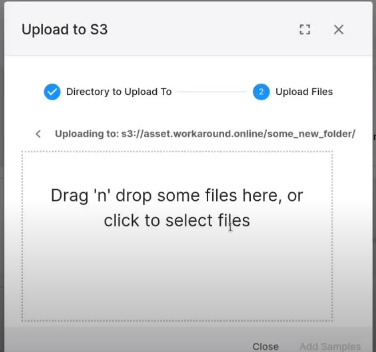 Upload to S3
Directory to Upload To
2
Upload Files
Uploading to: s3://asset.workaround.online/some_new_folder/
Drag 'n' drop some files here, or
click to select files
Close
Add Samples